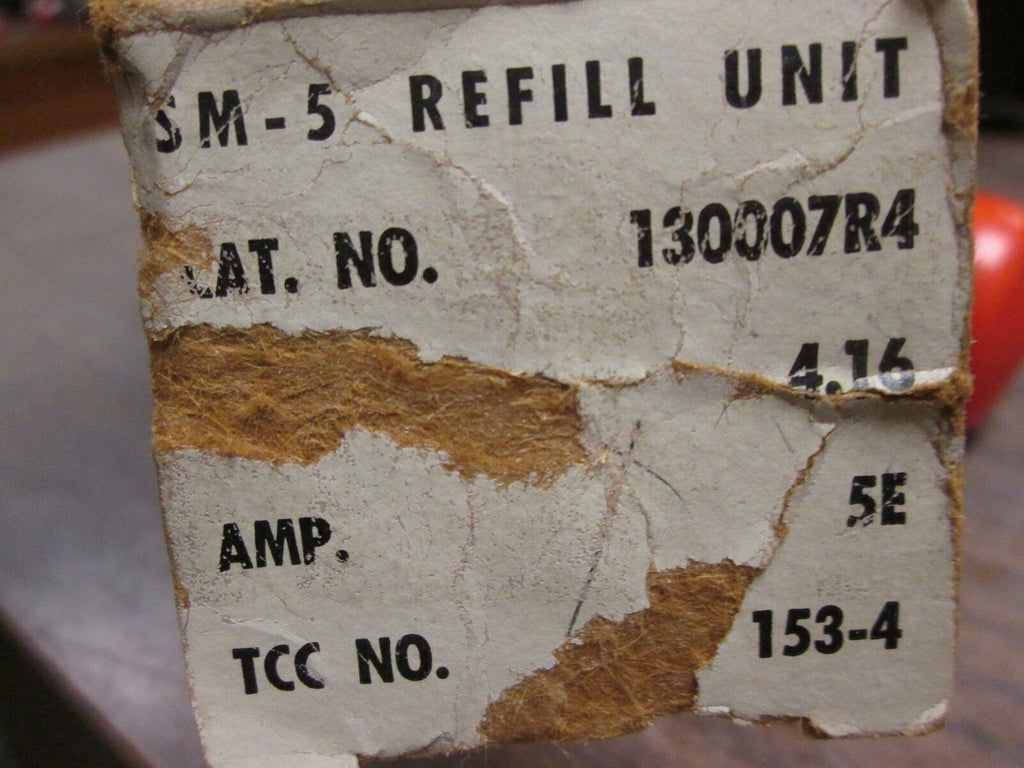 SM-5 REFILL UNIT
CAT. NO. 130007R4
4.16
AMP. 5E
TCC NO. 153-4